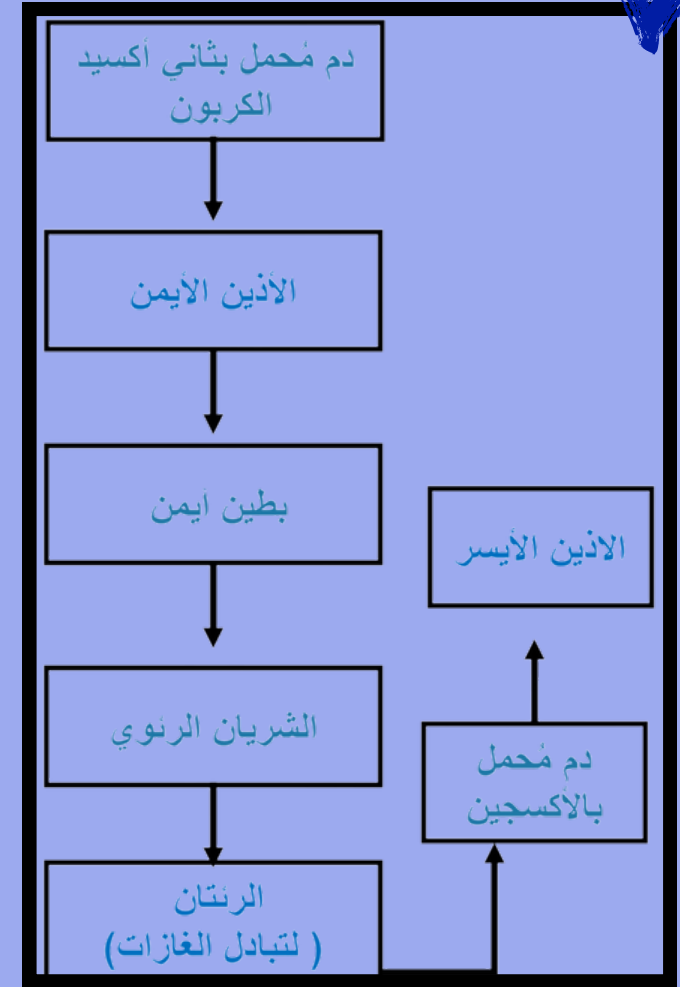 دم مُحمل بثاني أكسيد
الكربون
الأذين الأيمن
بطين أيمن
الشريان الرئوي
الرئتان
( لتبادل الغازات)
دم مُحمل
بالأكسجين
الاذين الأيسر